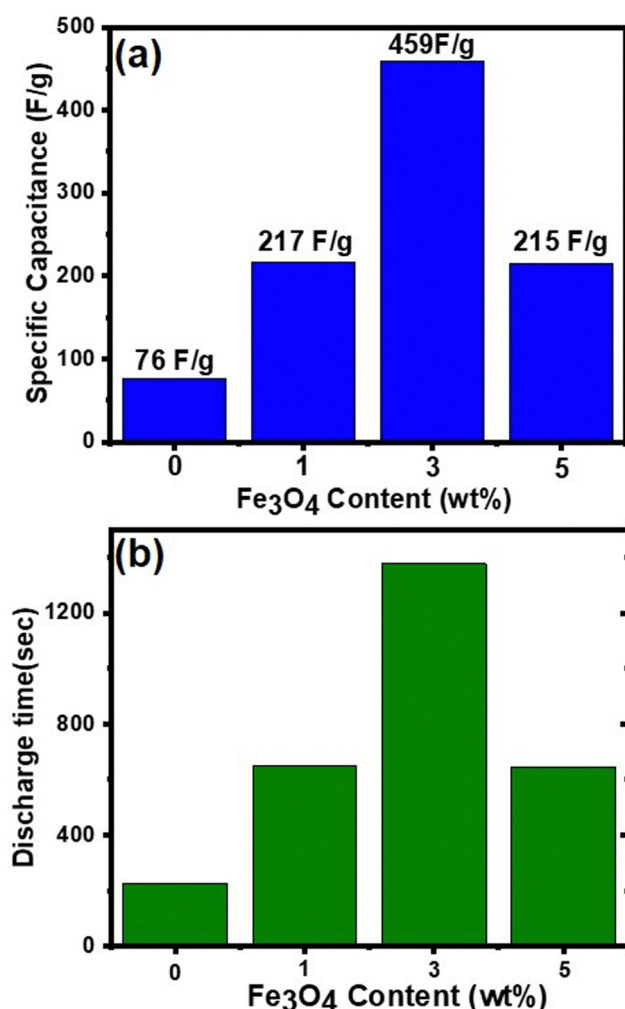 (a)
Specific Capacitance (F/g)
500
400
300
200
100
0
76 F/g
217 F/g
459F/g
215 F/g
0 1 3 5
Fe₃O₄ Content (wt%)
(b)
Discharge time(sec)
1200
800
400
0
0 1 3 5
Fe₃O₄ Content (wt%)